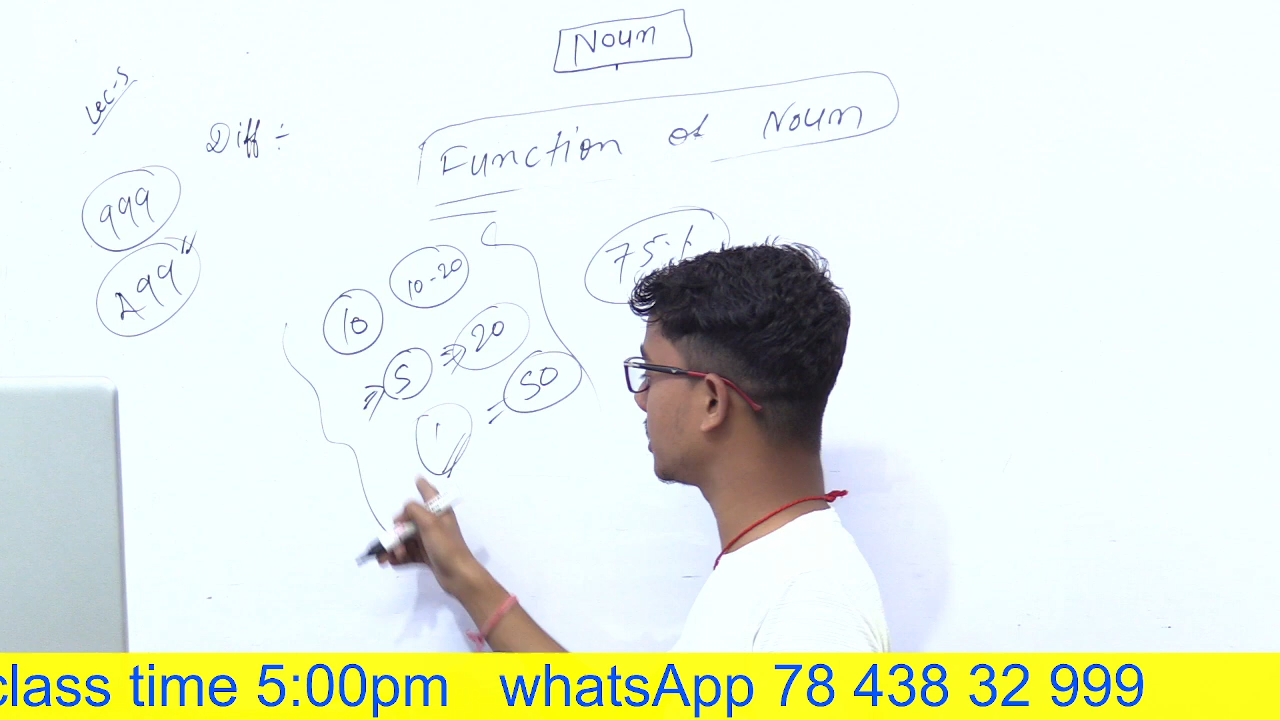 Noun
Lec-5
Diff ÷
Function of Noun
999
A99"
75%
10-20
10
20
5
50
1
class time 5:00pm whatsApp 78 438 32 999